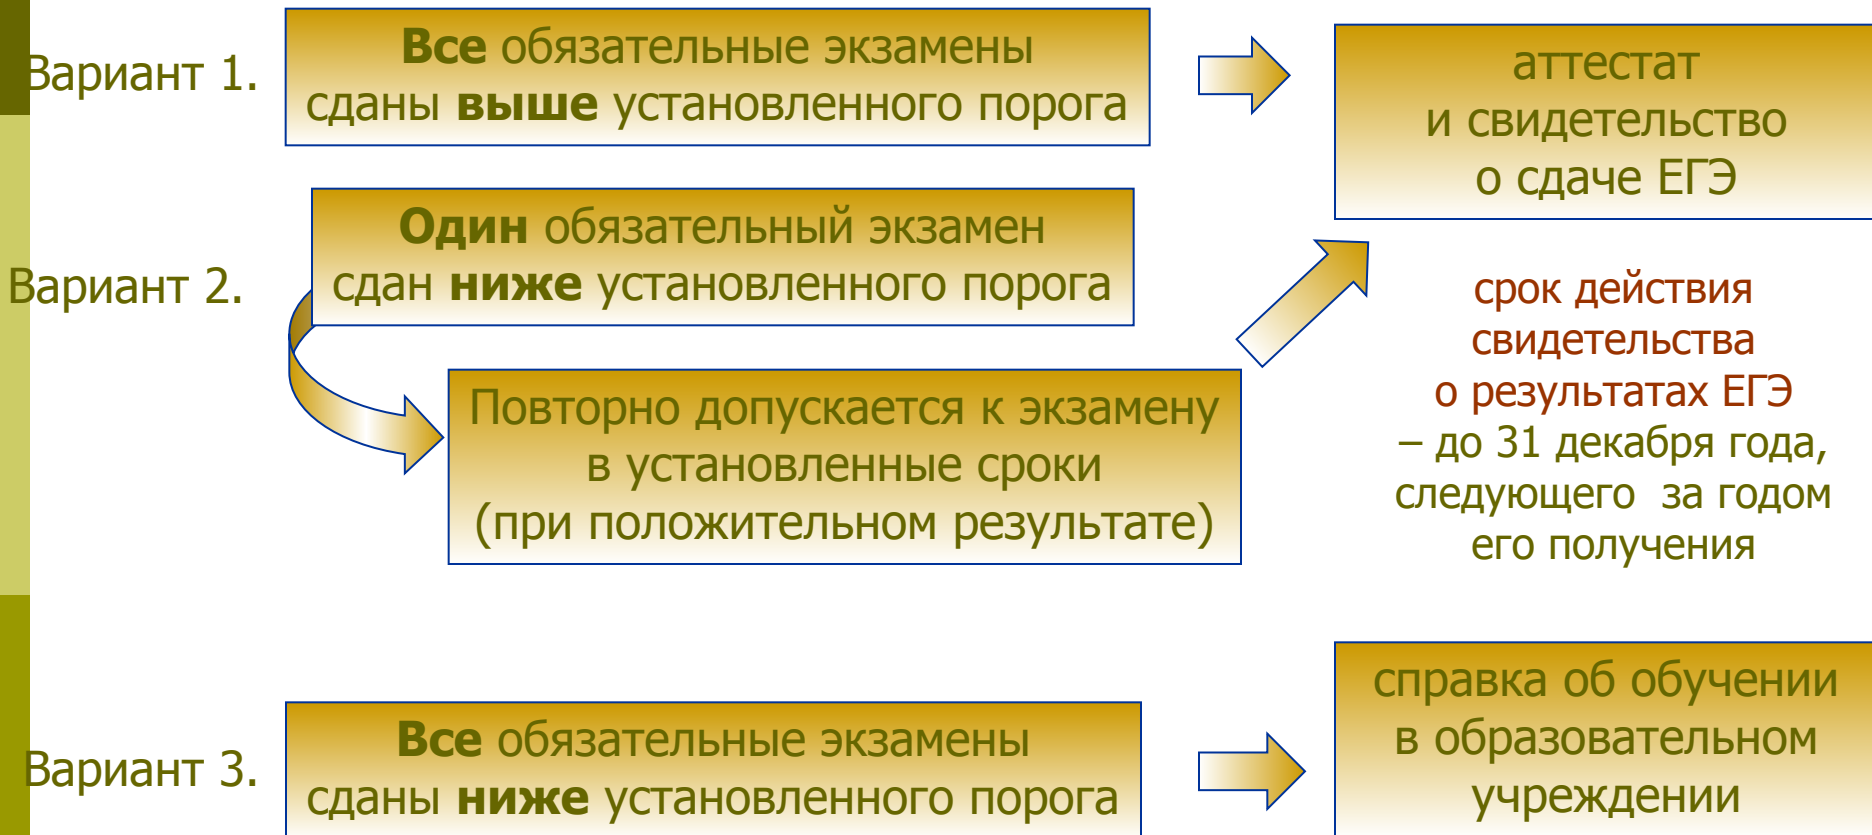 Вариант 1.
Все обязательные экзамены
сданы выше установленного порога
аттестат
и свидетельство
о сдаче ЕГЭ
Вариант 2.
Один обязательный экзамен
сдан ниже установленного порога
Повторно допускается к экзамену
в установленные сроки
(при положительном результате)
срок действия
свидетельства
о результатах ЕГЭ
– до 31 декабря года,
следующего за годом
его получения
Вариант 3.
Все обязательные экзамены
сданы ниже установленного порога
справка об обучении
в образовательном
учреждении